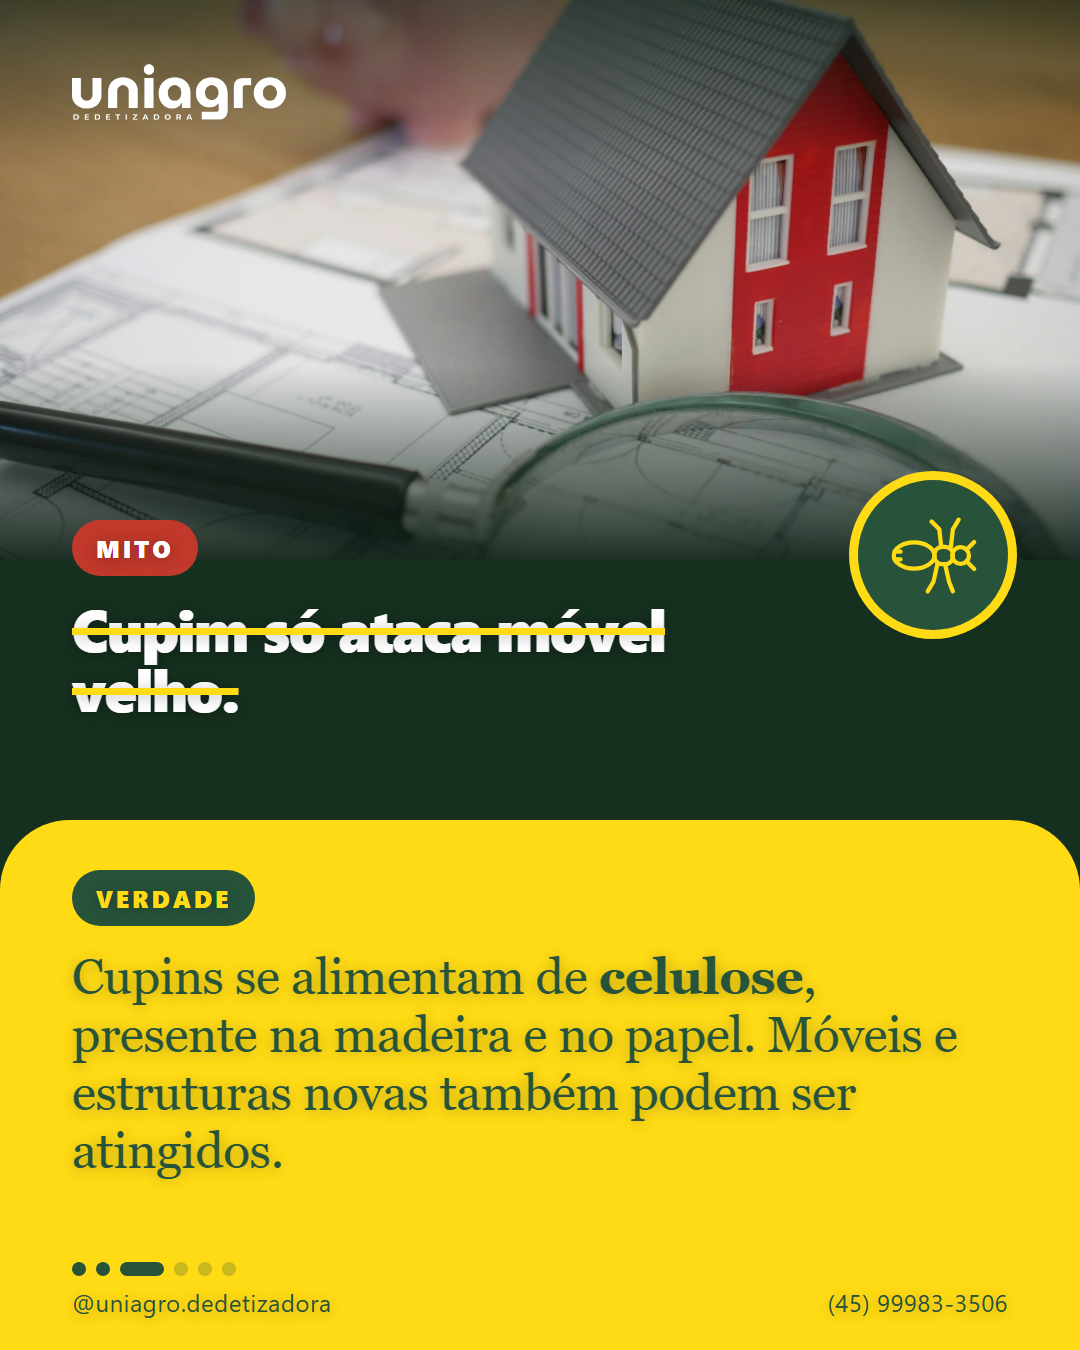 uniagro
DEDETIZADORA
MITO
Cupim só ataca móvel
velho.
VERDADE
Cupins se alimentam de celulose,
presente na madeira e no papel. Móveis e
estruturas novas também podem ser
atingidos.
@uniagro.dedetizadora
(45) 99983-3506